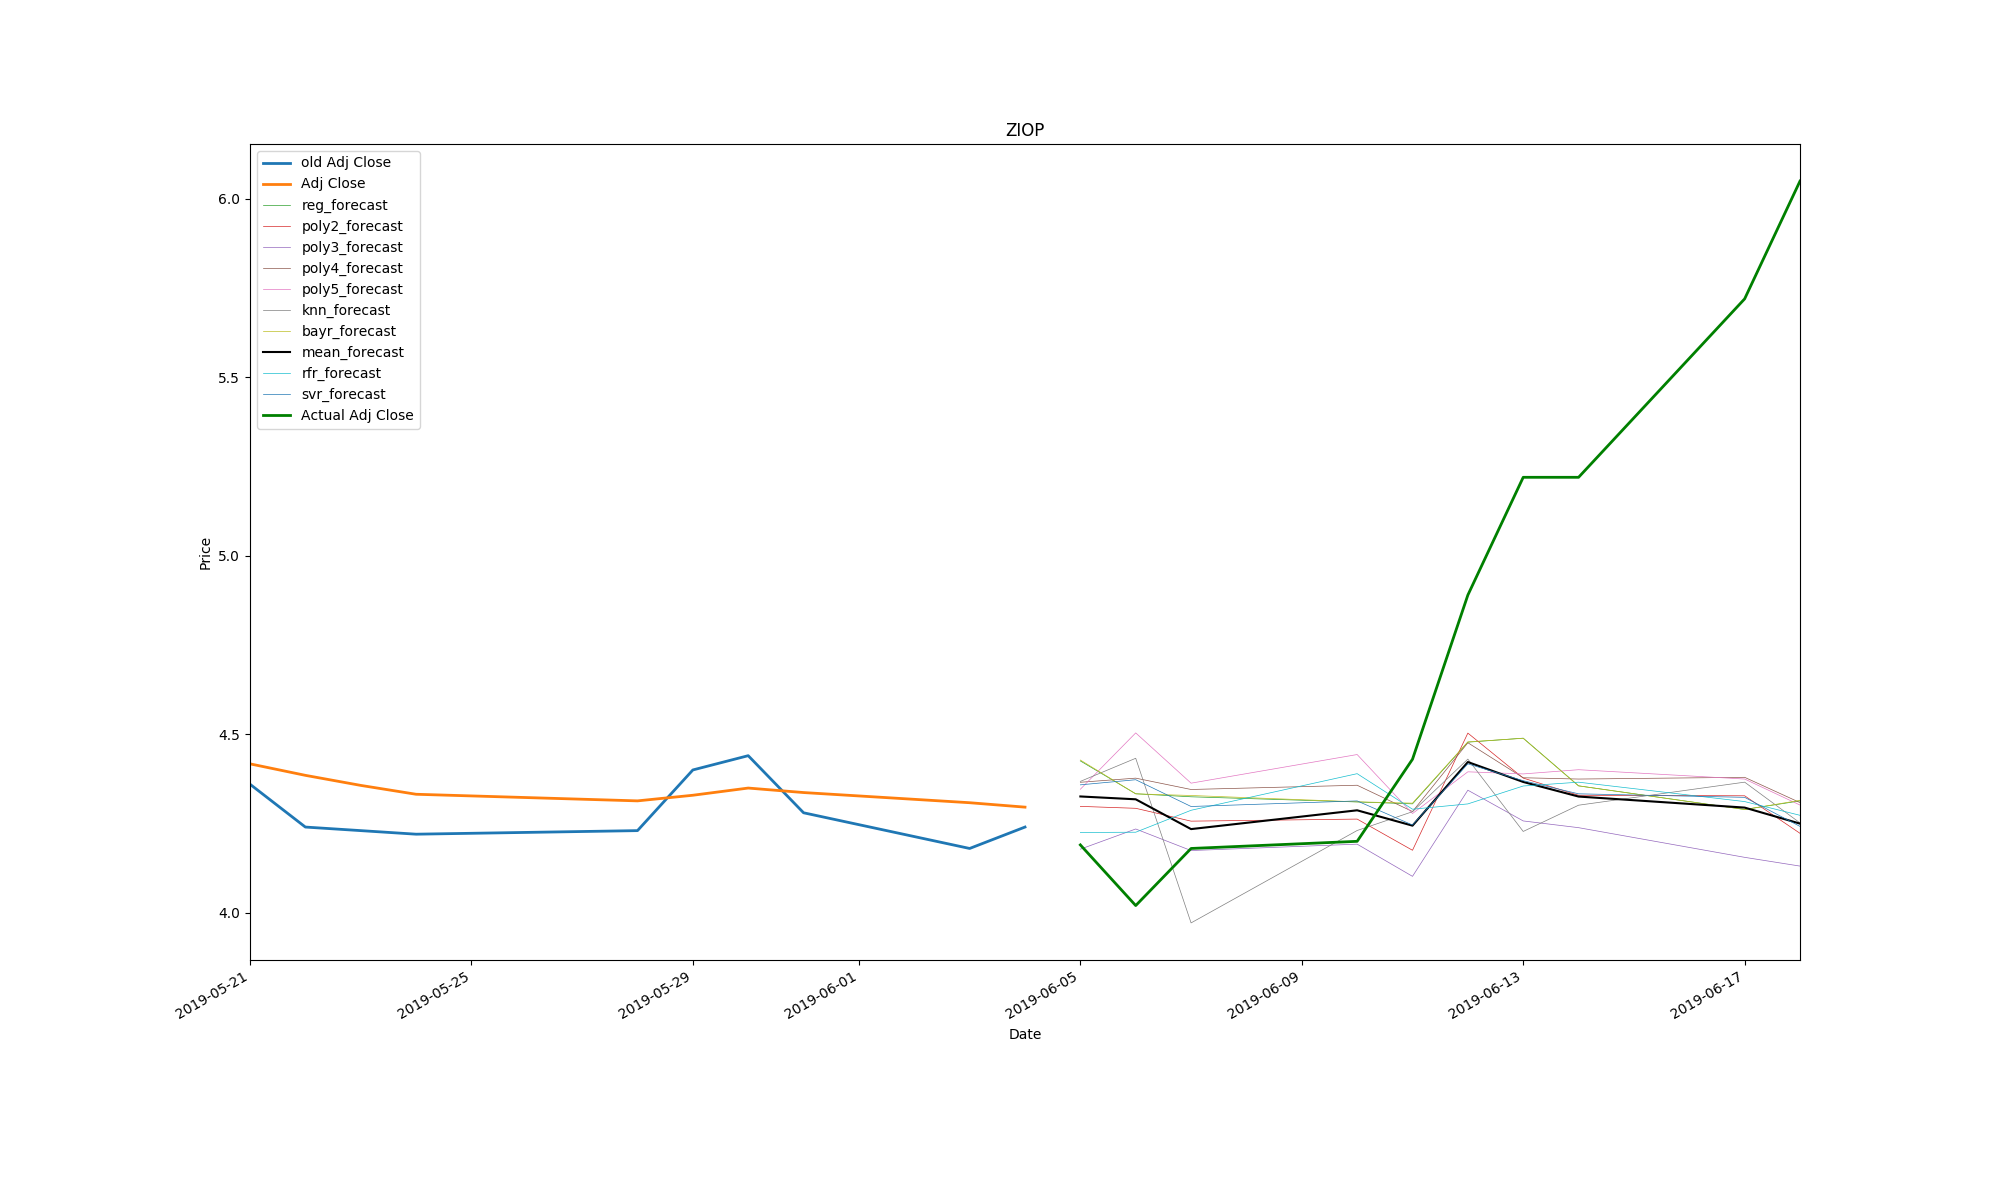 ZIOP
old Adj Close
Adj Close
reg_forecast
poly2_forecast
poly3_forecast
poly4_forecast
poly5_forecast
knn_forecast
bayr_forecast
mean_forecast
rfr_forecast
svr_forecast
Actual Adj Close
6.0
5.5
5.0
4.5
4.0
Price
2019-05-21
2019-05-25
2019-05-29
2019-06-01
2019-06-05
2019-06-09
2019-06-13
2019-06-17
Date